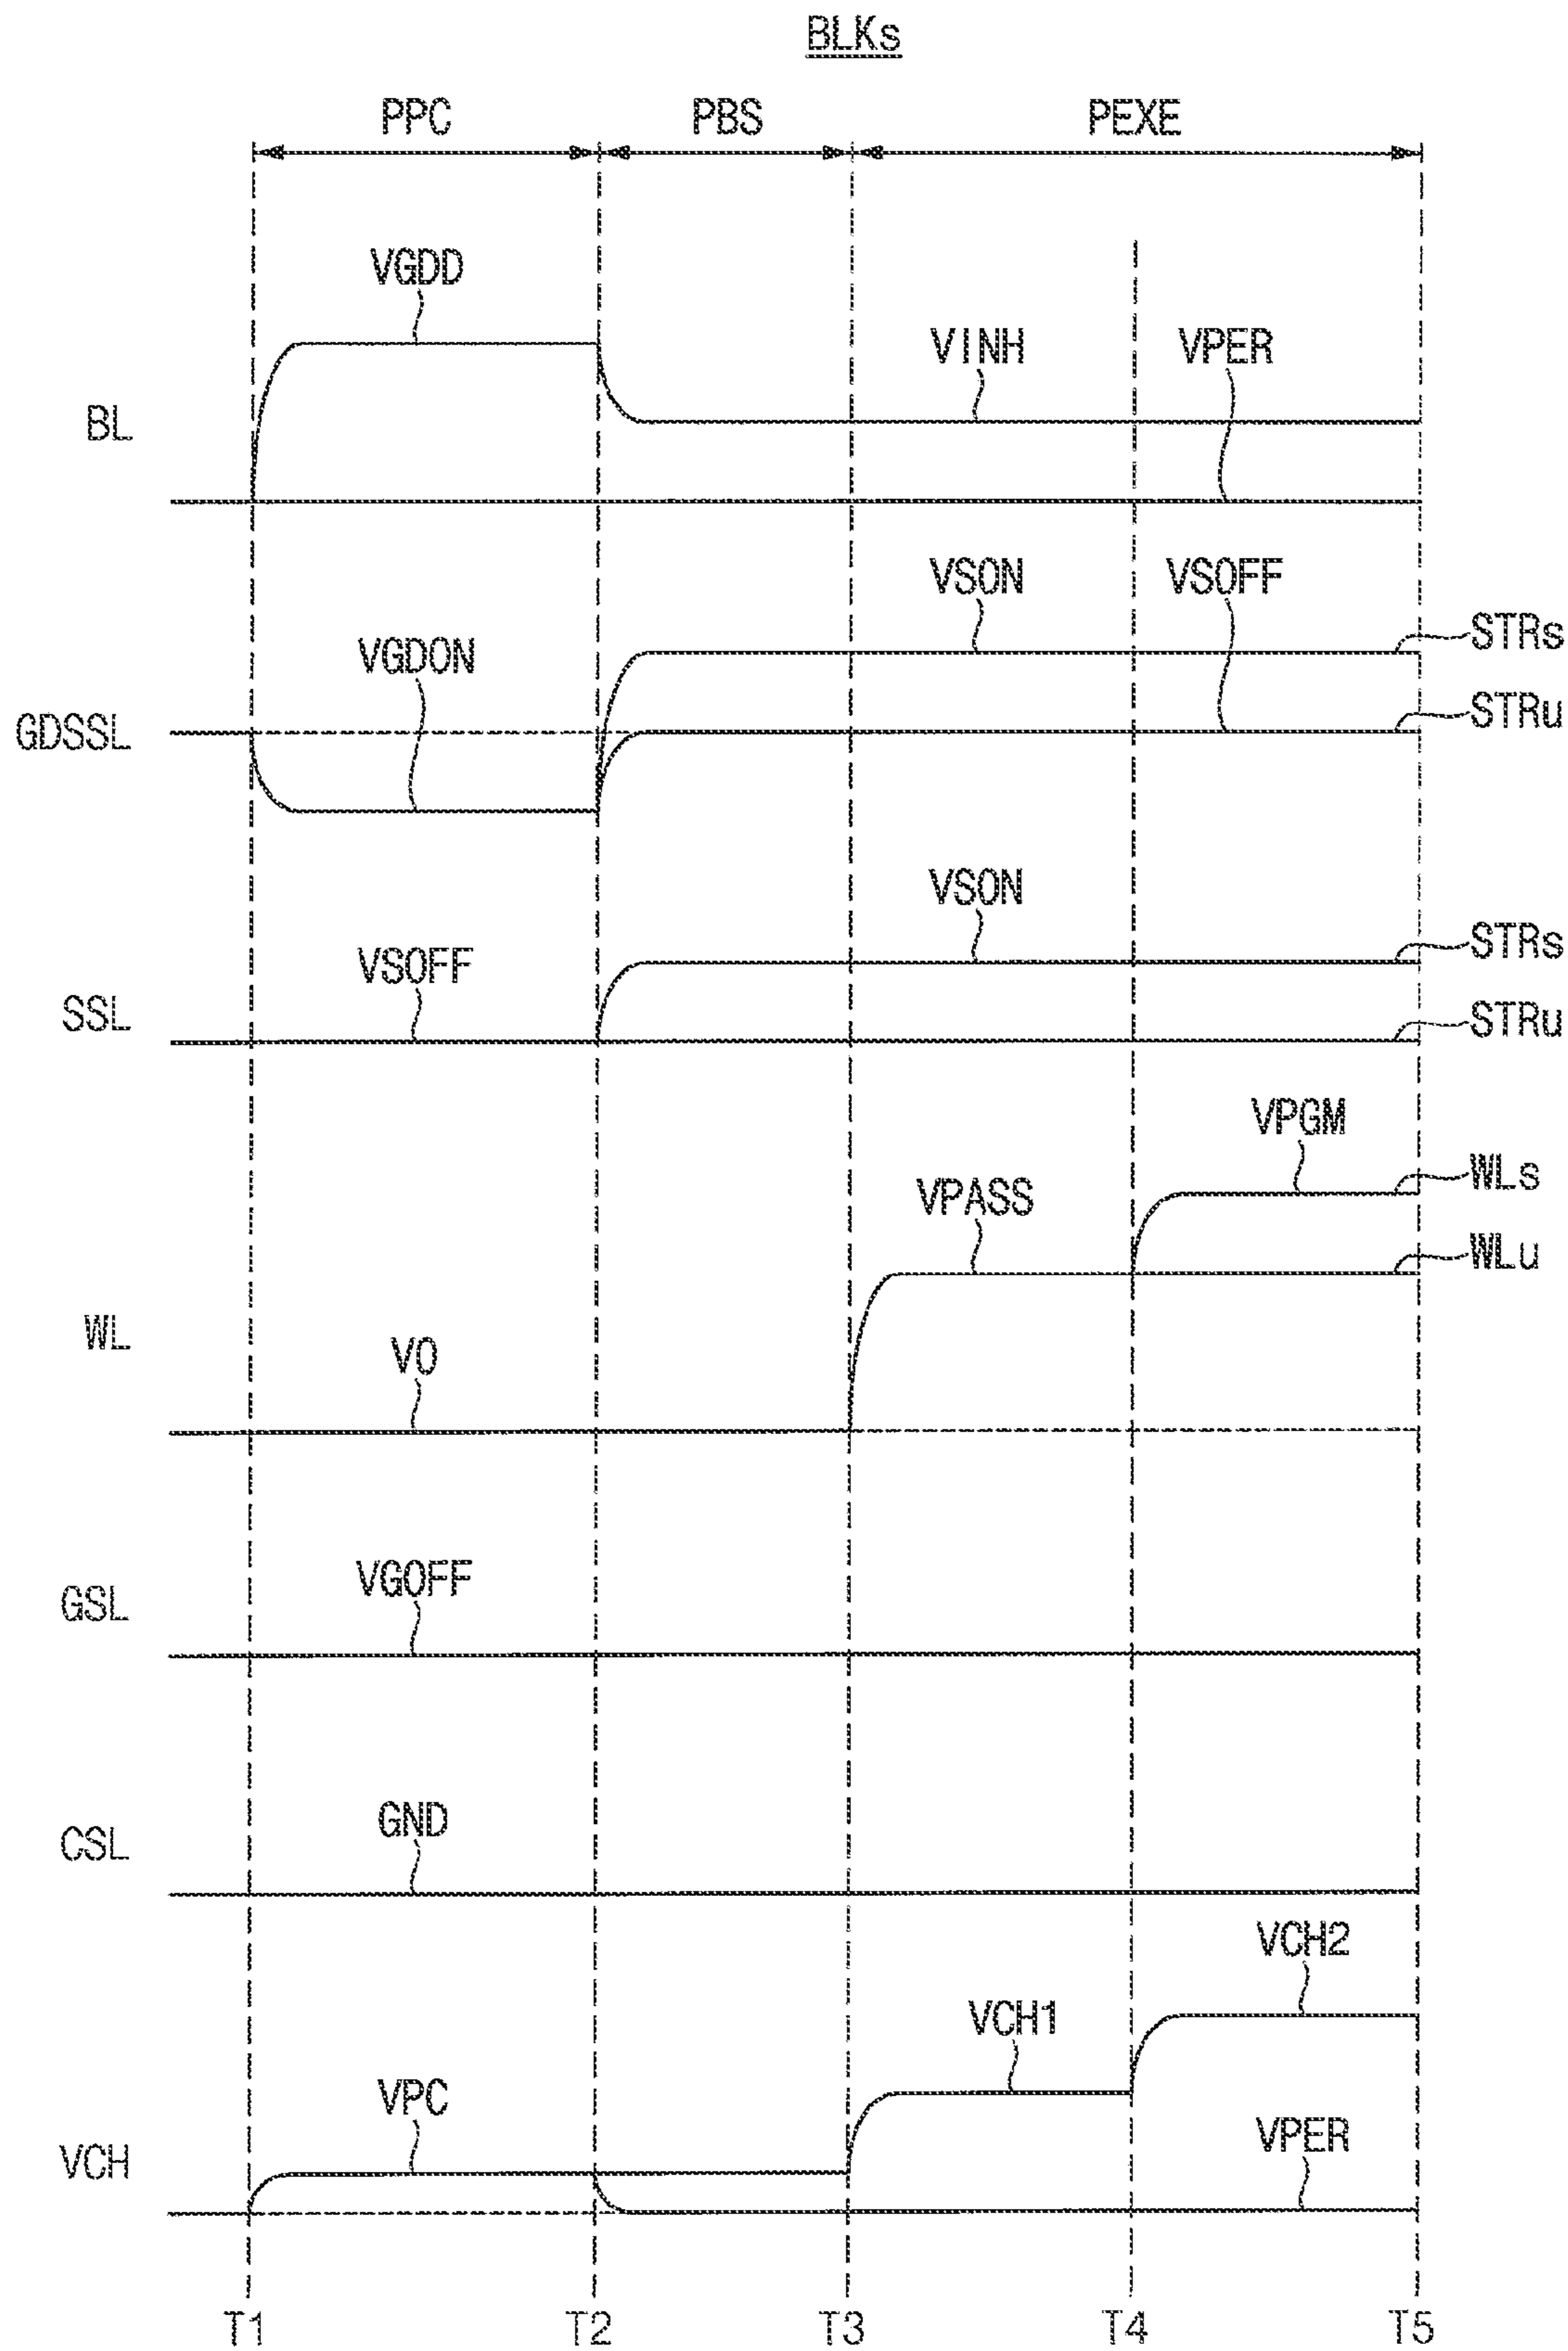 BLKs
PPC PBS PEXE
VGDD
VINH VPER
BL
VSON VSOFF
STRs
VGDON
STRu
GDSSL
VSON
STRs
VSOFF
STRu
SSL
VPGM
WLs
VPASS
WLu
WL
V0
VGOFF
GSL
GND
CSL
VCH2
VCH1
VPC
VPER
VCH
T1 T2 T3 T4 T5